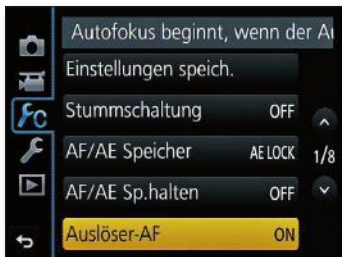 Autofokus beginnt, wenn der
Einstellungen speich.
Stummschaltung OFF
AF/AE Speicher AE LOCK 1/8
AF/AE Sp.halten OFF
Auslöser-AF ON
C